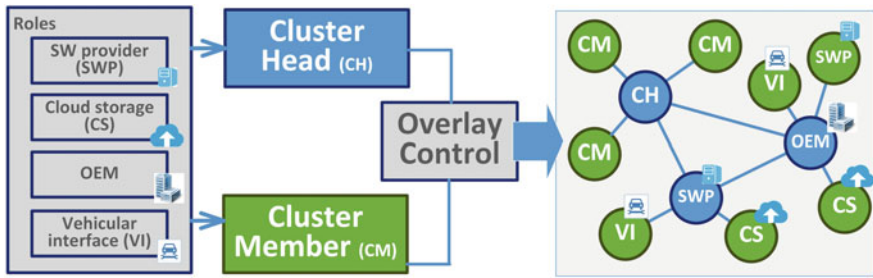 Roles
SW provider
(SWP)
Cloud storage
(CS)
OEM
Vehicular
interface (VI)
Cluster
Head (CH)
Cluster
Member (CM)
Overlay
Control
CM
CM
CM
CH
VI
SWP
OEM
SWP
VI
CS
CS